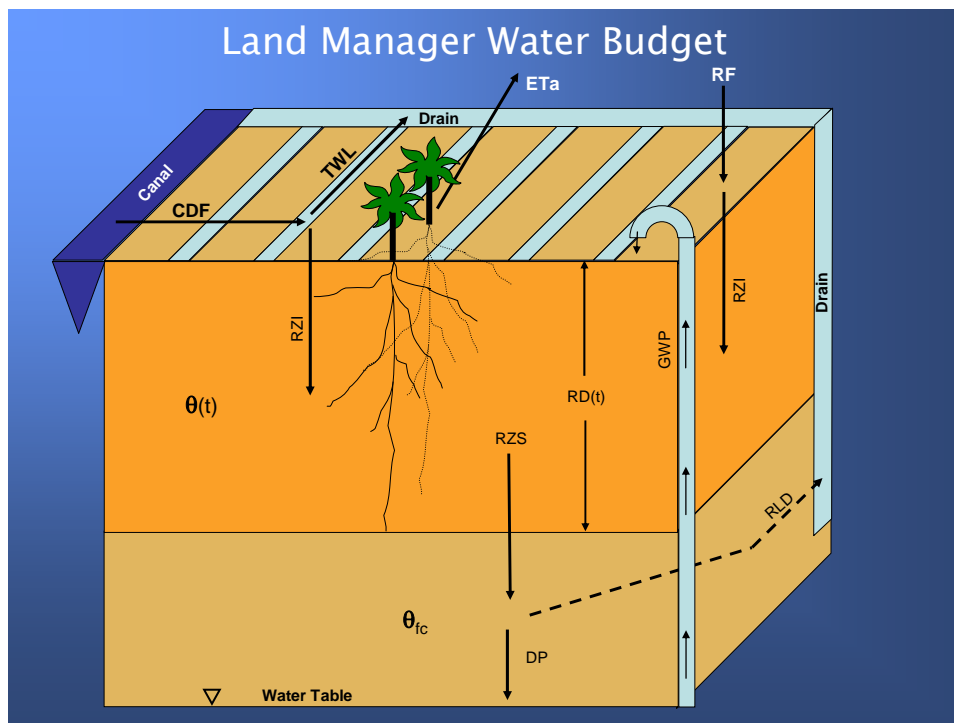 Land Manager Water Budget
ETa
RF
Drain
TWL
Canal
CDF
RZI
RZI
Drain
GWP
θ(t)
RD(t)
RZS
RLD
θfc
DP
Water Table